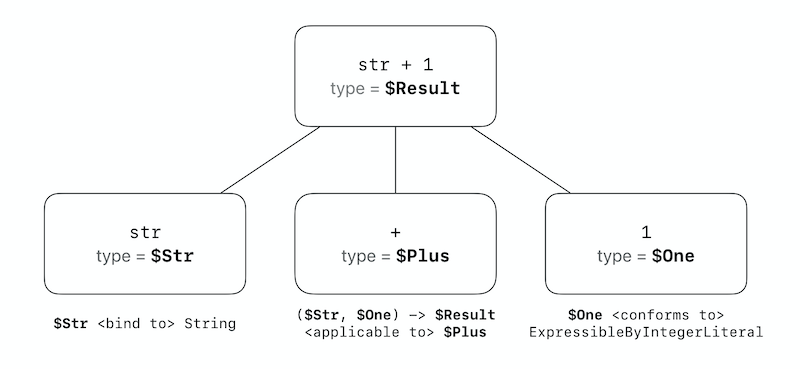 str + 1
type = $Result
str
type = $Str
+
type = $Plus
1
type = $One
$Str <bind to> String
($Str, $One) -> $Result
<applicable to> $Plus
$One <conforms to>
ExpressibleByIntegerLiteral